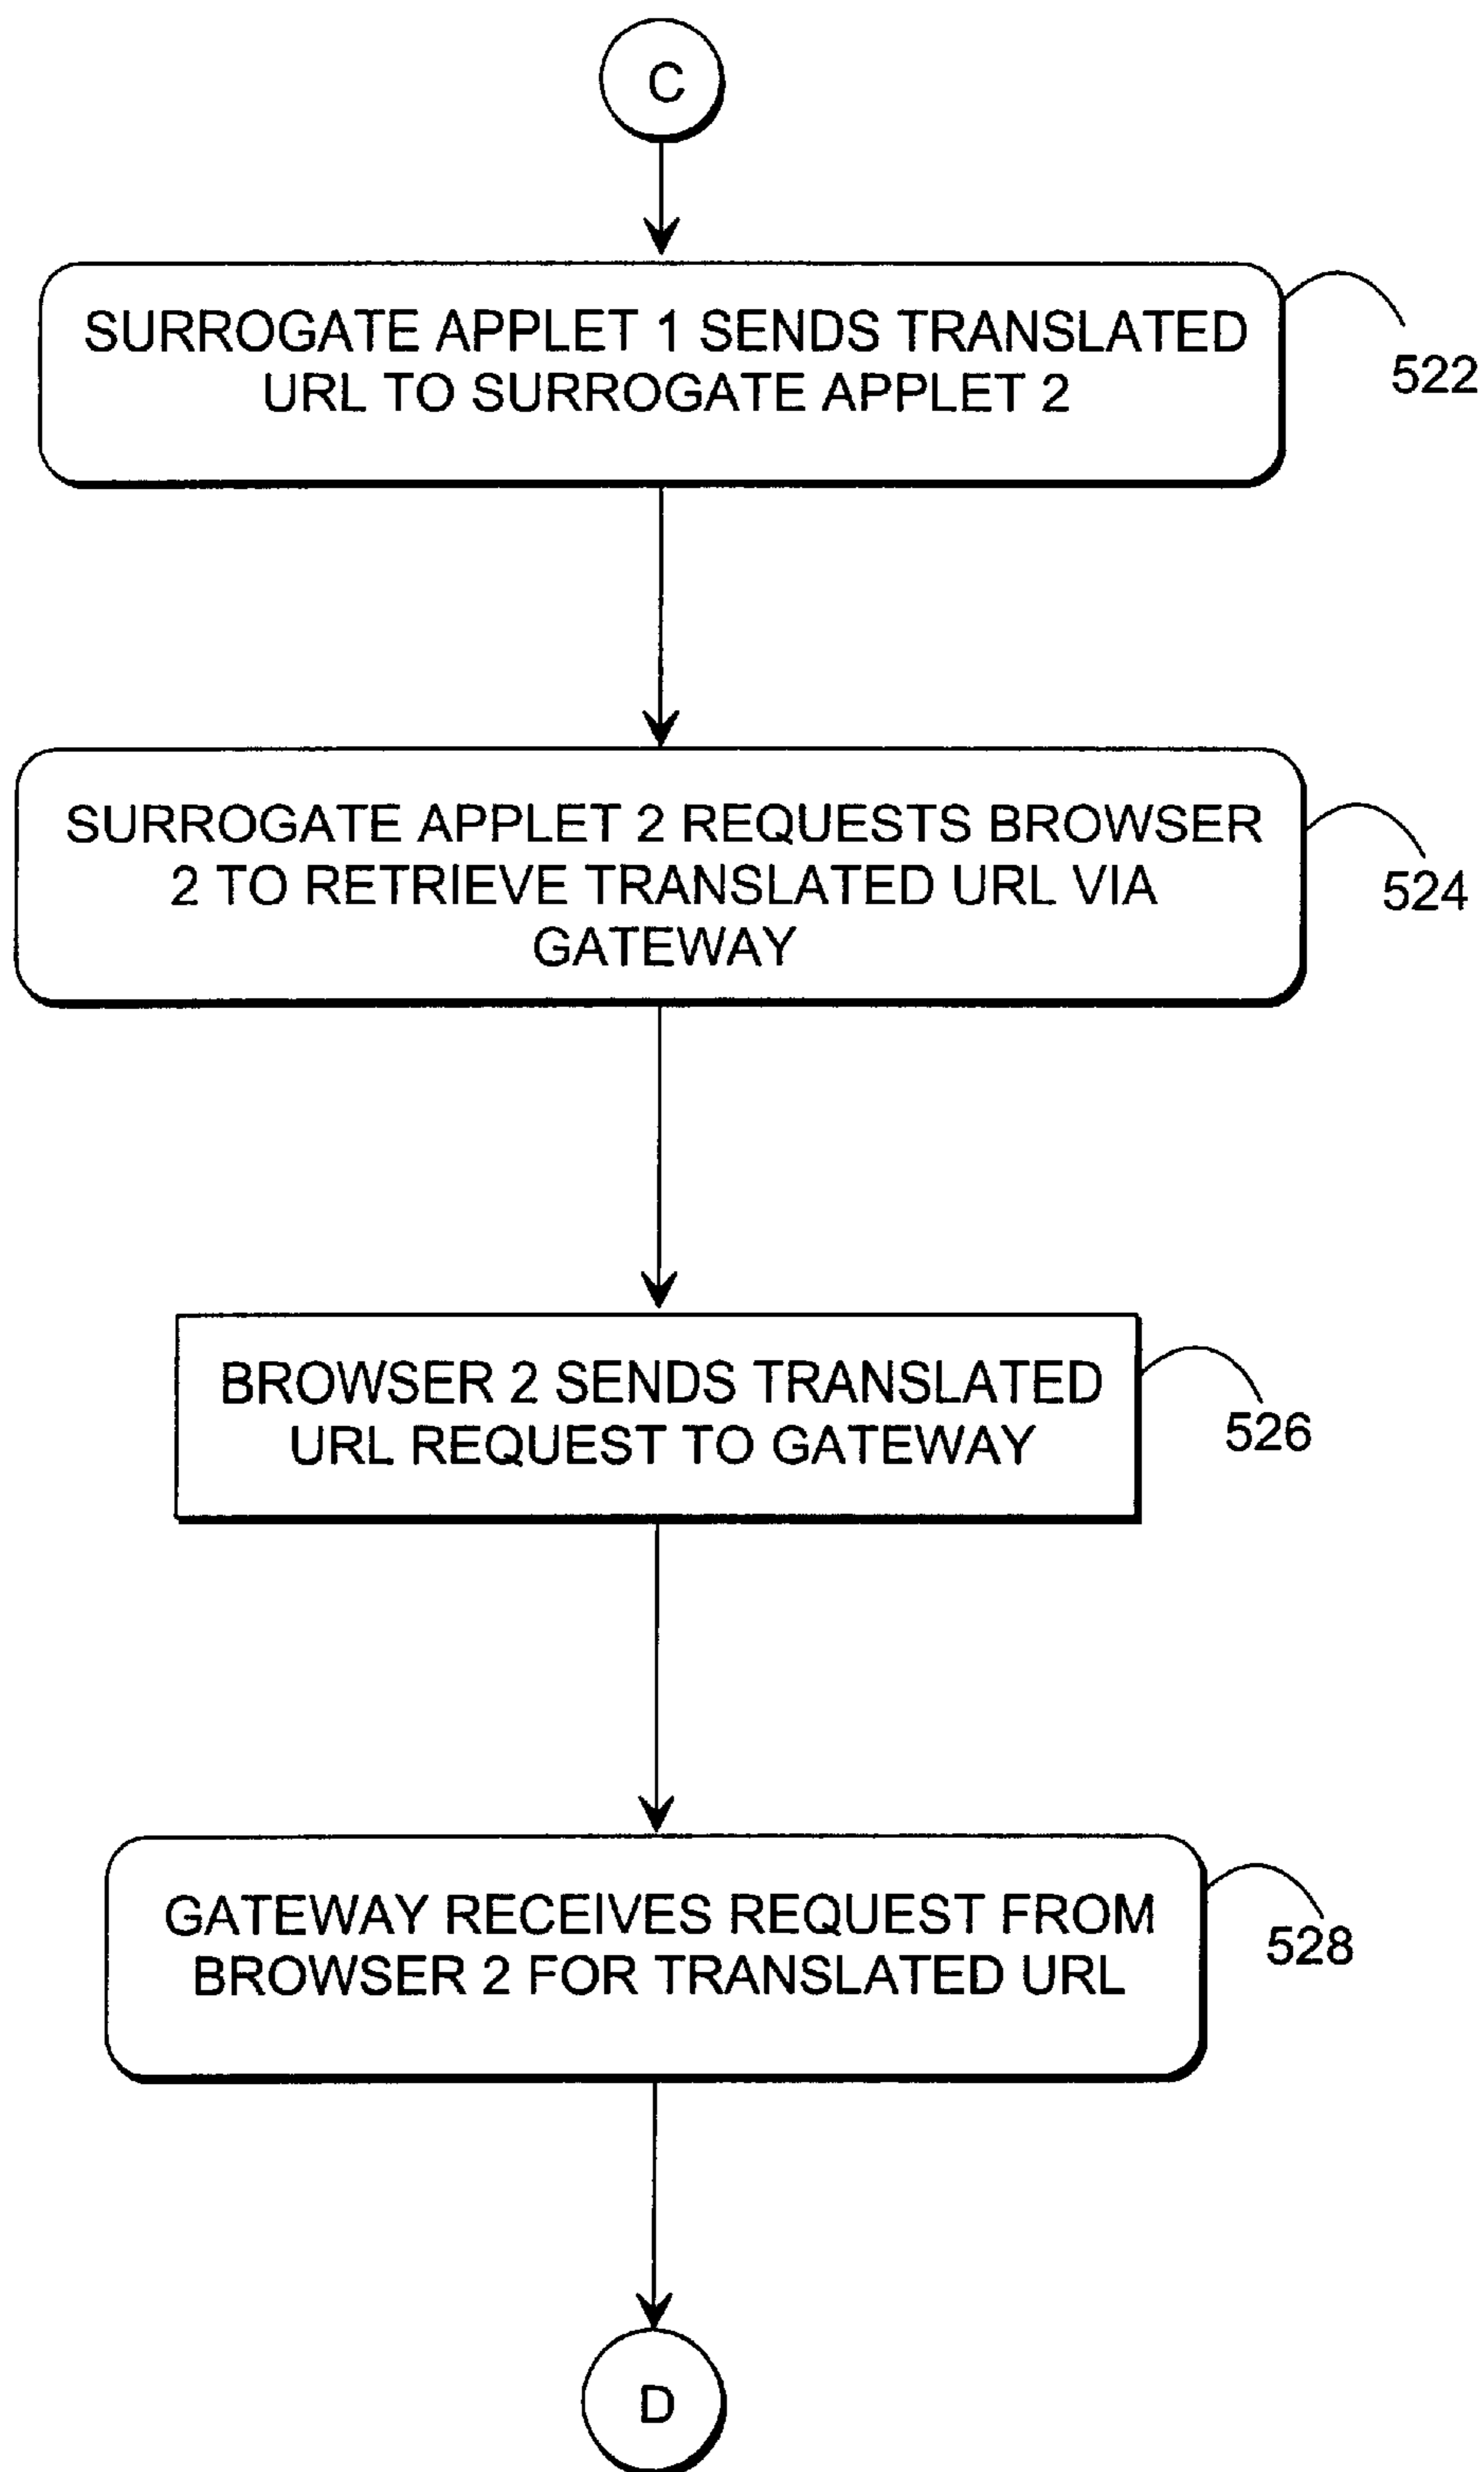 C
SURROGATE APPLET 1 SENDS TRANSLATED
URL TO SURROGATE APPLET 2
522
SURROGATE APPLET 2 REQUESTS BROWSER
2 TO RETRIEVE TRANSLATED URL VIA
GATEWAY
524
BROWSER 2 SENDS TRANSLATED
URL REQUEST TO GATEWAY
526
GATEWAY RECEIVES REQUEST FROM
BROWSER 2 FOR TRANSLATED URL
528
D